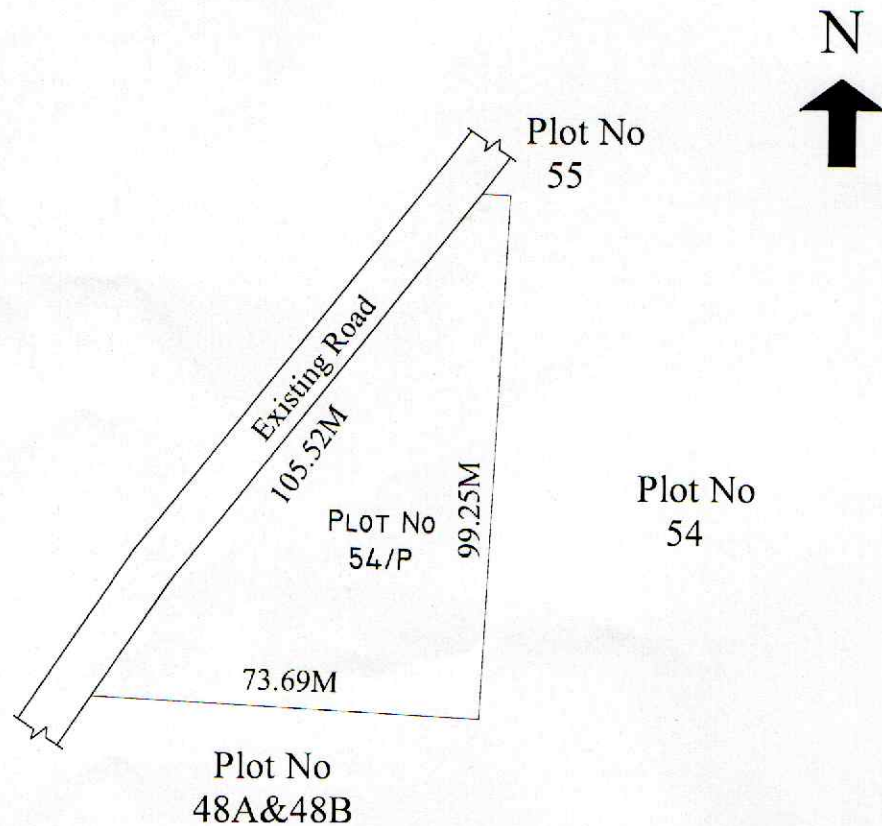 N
Plot No
55
Existing Road
105.52M
PLOT NO
54/P
99.25M
Plot No
54
73.69M
Plot No
48A&48B